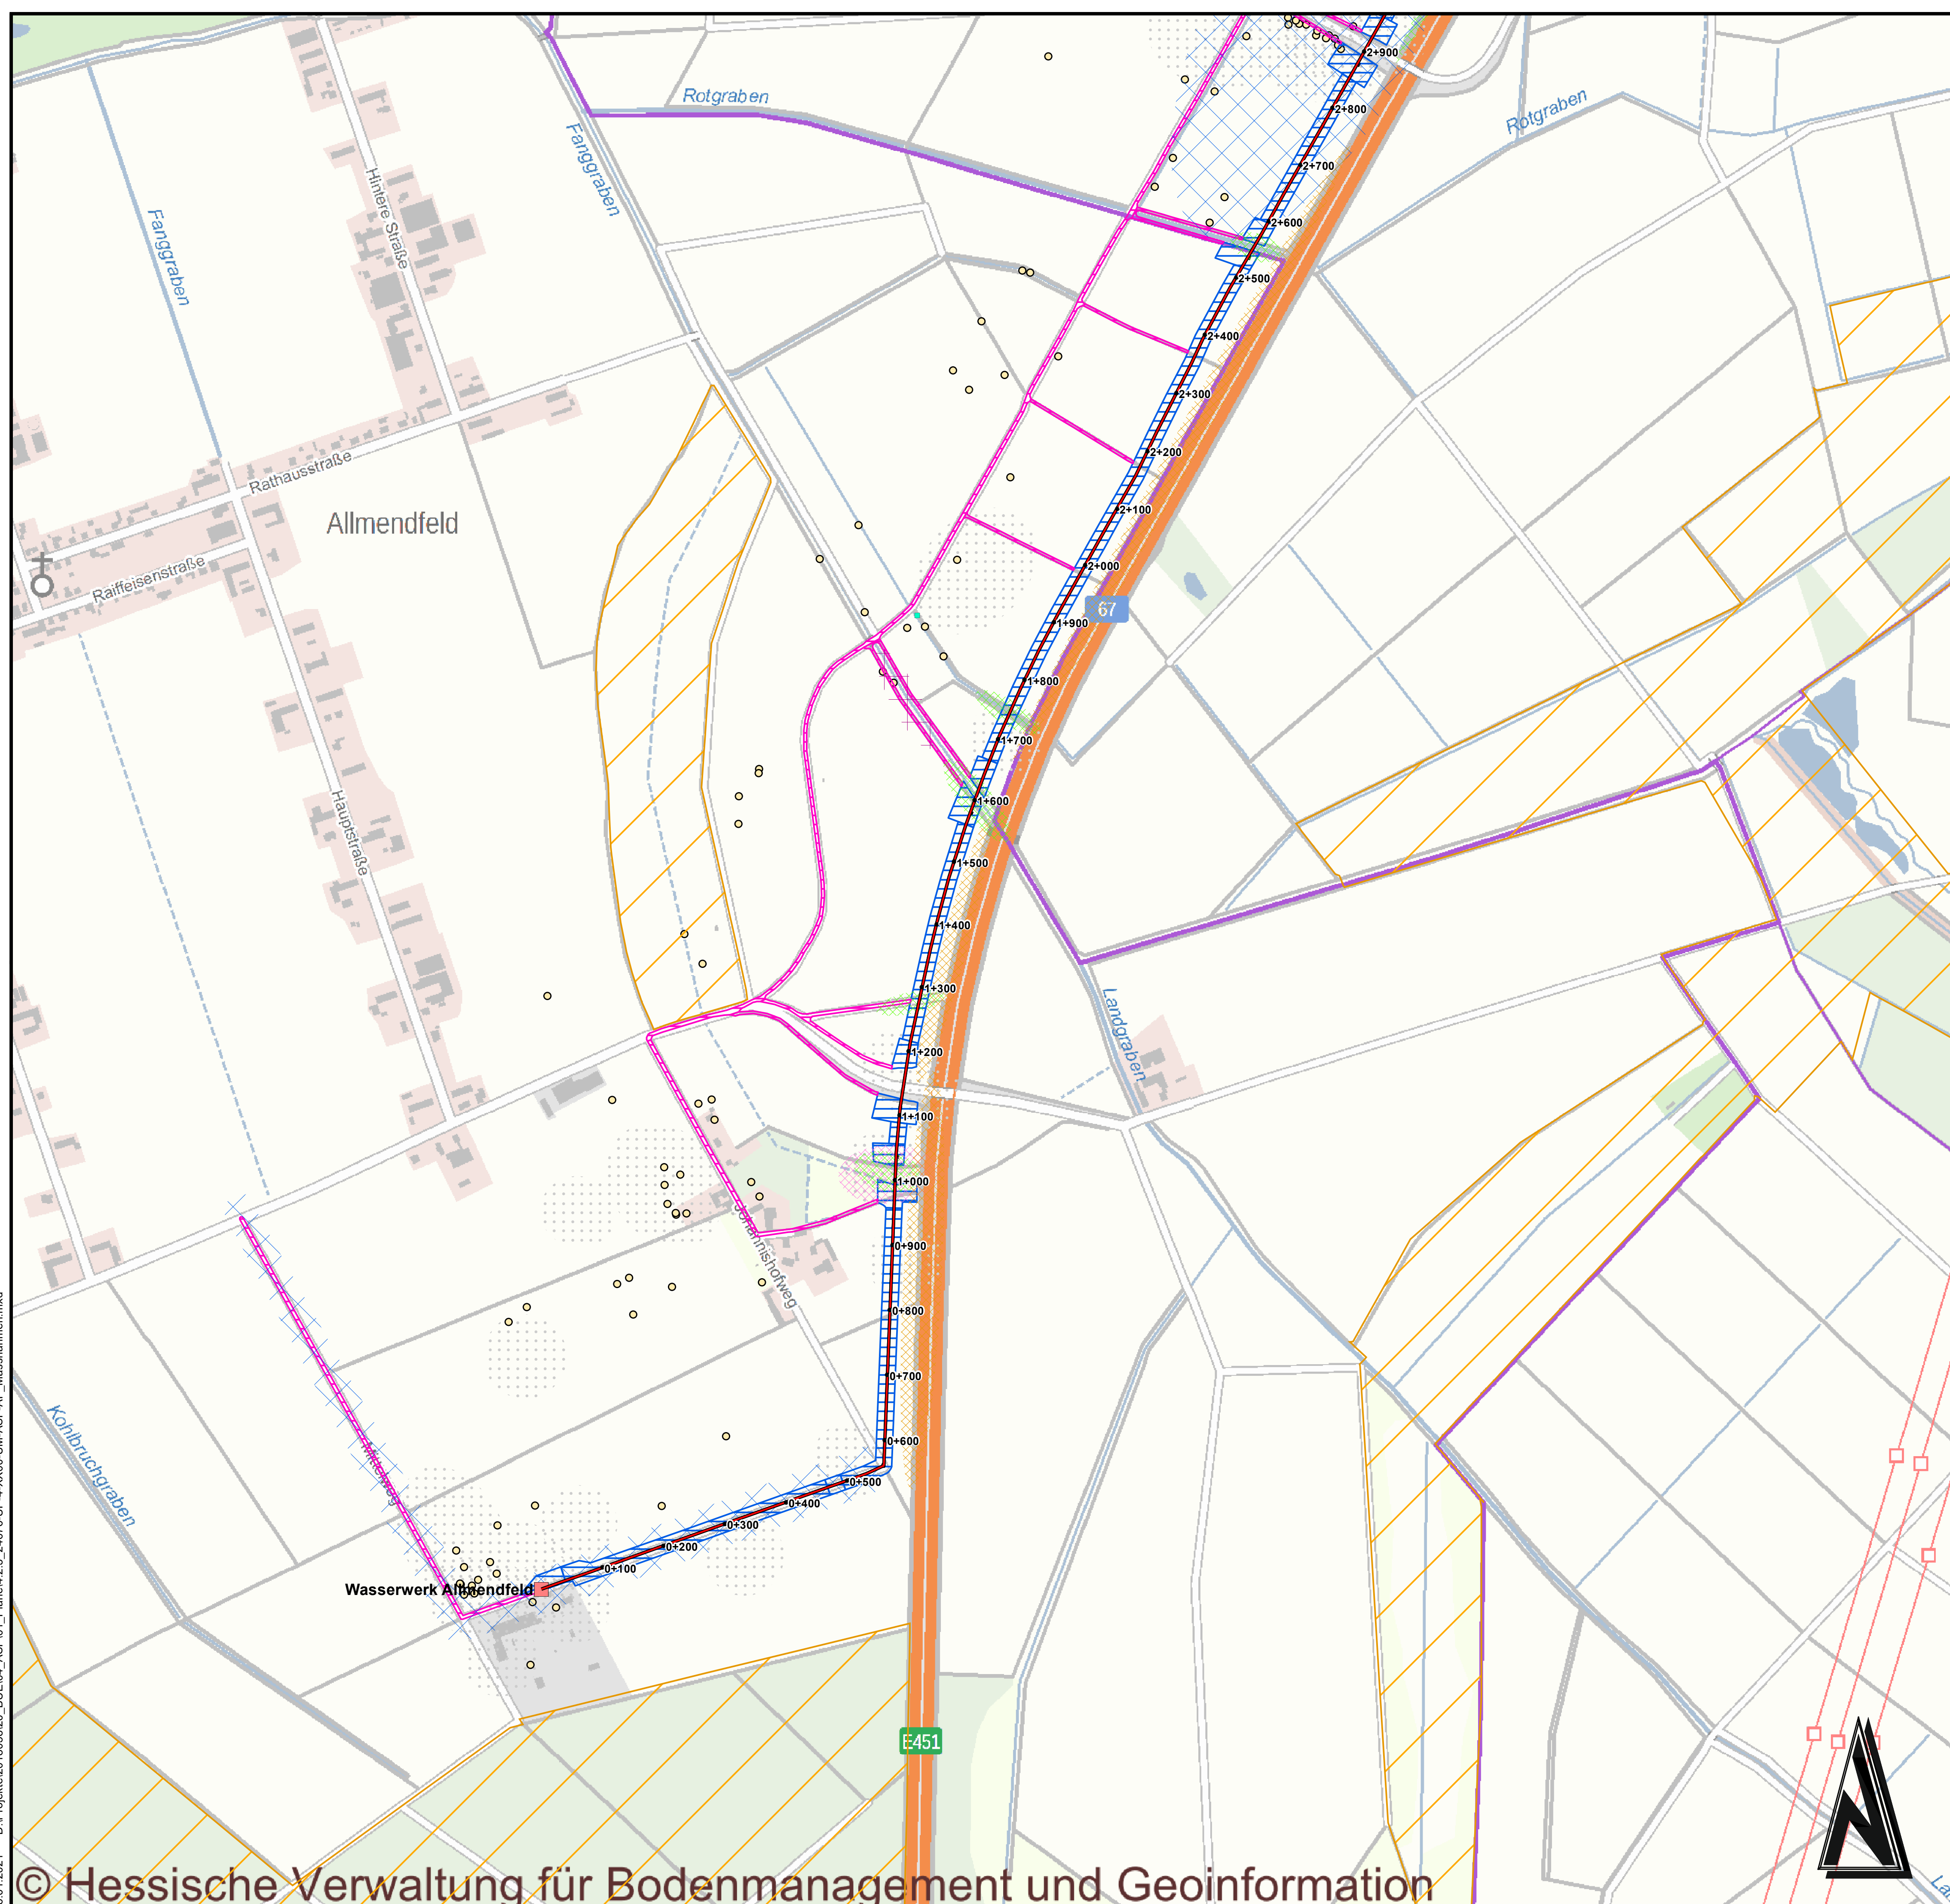 2+900
2+800
Rotgraben
Rotgraben
Fanggraben
2+700
Hintere Straße
Fanggraben
2+600
2+500
2+400
2+300
Rathausstraße
2+200
Allmendfeld
2+100
Raiffeisenstraße
2+000
67
1+900
1+800
1+700
1+600
Hauptstraße
1+500
1+400
1+300
Landgraben
1+200
1+100
1+000
Johannishofweg
0+900
0+800
0+700
Kohlbruchgraben
0+600
Mittelweg
0+500
0+400
0+300
0+200
0+100
Wasserwerk Allmendfeld
E451
© Hessische Verwaltung für Bodenmanagement und Geoinformation